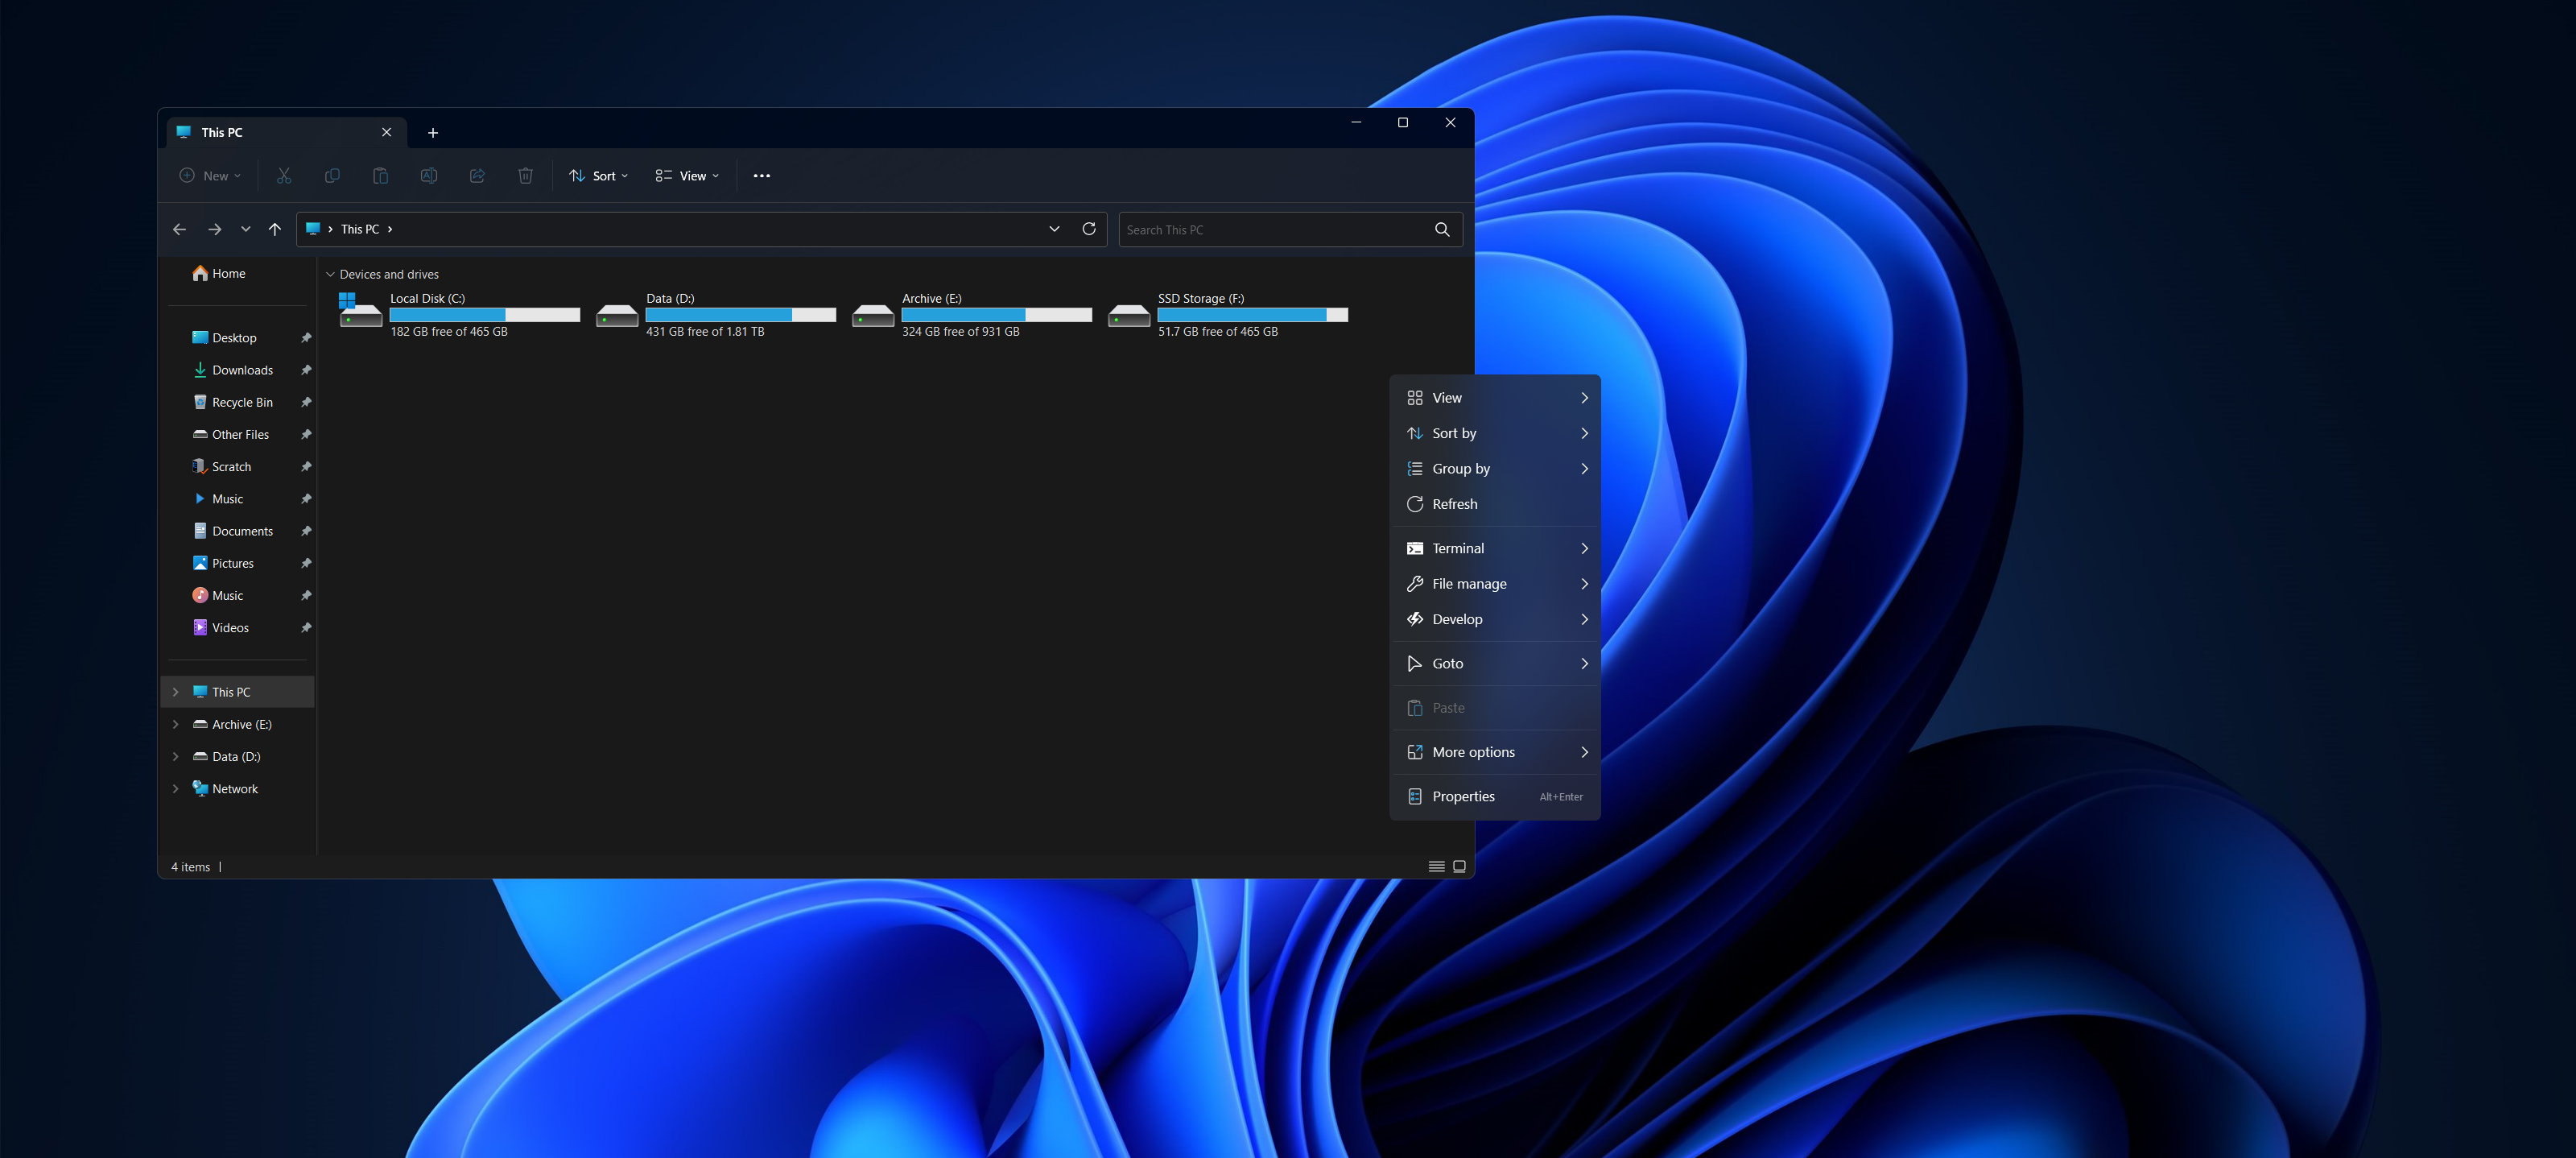 This PC
New
Sort
View
This PC
Search This PC
Home
Desktop
Downloads
Recycle Bin
Other Files
Scratch
Music
Documents
Pictures
Music
Videos
This PC
Archive (E:)
Data (D:)
Network
Devices and drives
Local Disk (C:)
182 GB free of 465 GB
Data (D:)
431 GB free of 1.81 TB
Archive (E:)
324 GB free of 931 GB
SSD Storage (F:)
51.7 GB free of 465 GB
View
Sort by
Group by
Refresh
Terminal
File manage
Develop
Goto
Paste
More options
Properties Alt+Enter
4 items